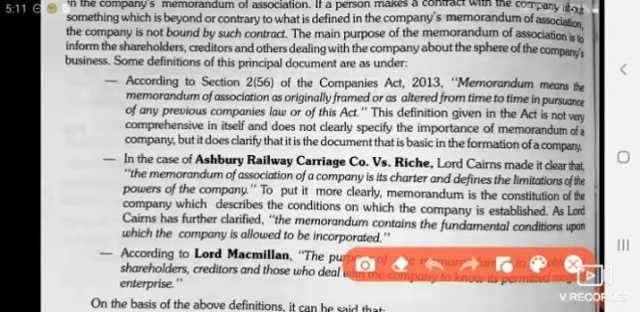 5:11
in the company's memorandum of association. If a person makes a contract with the company about
something which is beyond or contrary to what is defined in the company's memorandum of association,
the company is not bound by such contract. The main purpose of the memorandum of association is to
inform the shareholders, creditors and others dealing with the company about the sphere of the company's
business. Some definitions of this principal document are as under:
— According to Section 2(56) of the Companies Act, 2013, “Memorandum means the
memorandum of association as originally framed or as altered from time to time in pursuance
of any previous companies law or of this Act.” This definition given in the Act is not very
comprehensive in itself and does not clearly specify the importance of memorandum of a
company, but it does clarify that it is the document that is basic in the formation of a company.
— In the case of Ashbury Railway Carriage Co. Vs. Riche, Lord Cairns made it clear that,
“the memorandum of association of a company is its charter and defines the limitations of the
powers of the company.” To put it more clearly, memorandum is the constitution of the
company which describes the conditions on which the company is established. As Lord
Cairns has further clarified, “the memorandum contains the fundamental conditions upon
which the company is allowed to be incorporated.”
— According to Lord Macmillan, “The
shareholders, creditors and those who deal with the company to know its permitted
enterprise.”
On the basis of the above definitions, it can be said that:
V RECORDER